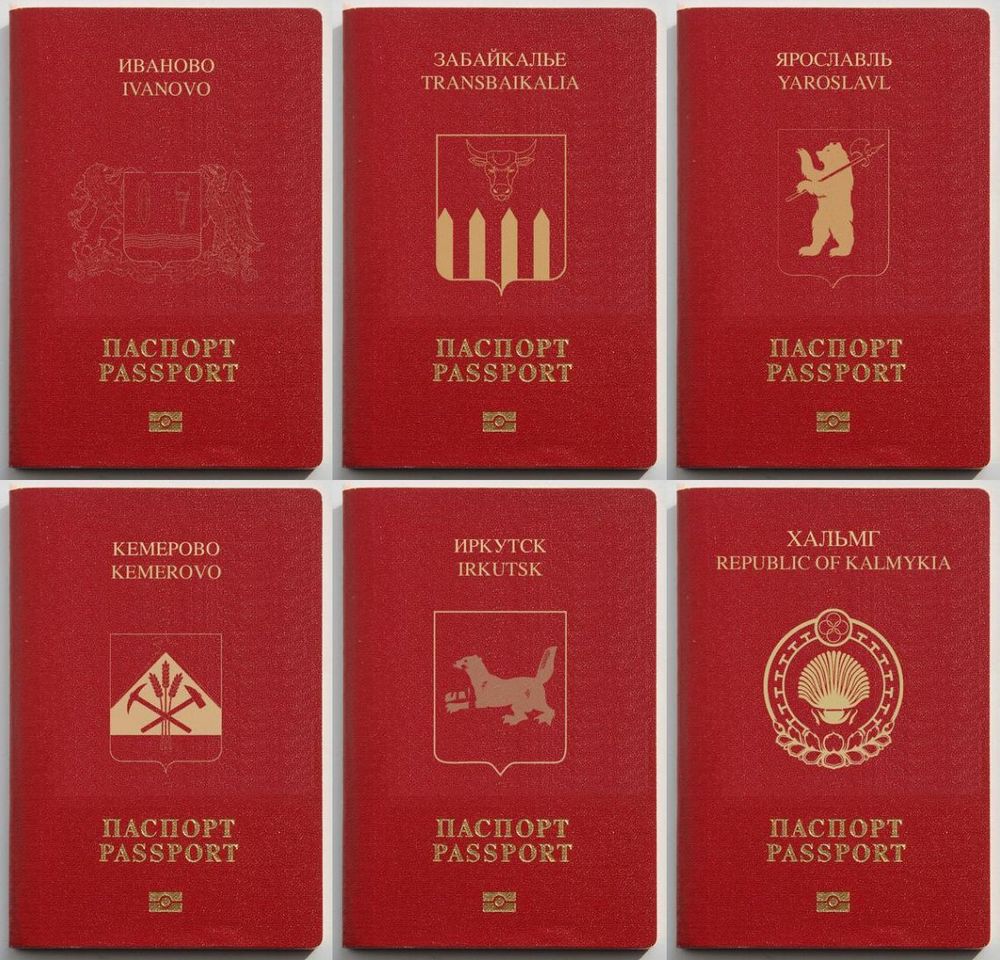 ИВАНОВО
IVANOVO
ПАСПОРТ
PASSPORT
ЗАБАЙКАЛЬЕ
TRANSBAIKALIA
ПАСПОРТ
PASSPORT
ЯРОСЛАВЛЬ
YAROSLAVL
ПАСПОРТ
PASSPORT
КЕМЕРОВО
KEMEROVO
ПАСПОРТ
PASSPORT
ИРКУТСК
IRKUTSK
ПАСПОРТ
PASSPORT
ХАЛЬМГ
REPUBLIC OF KALMYKIA
ПАСПОРТ
PASSPORT